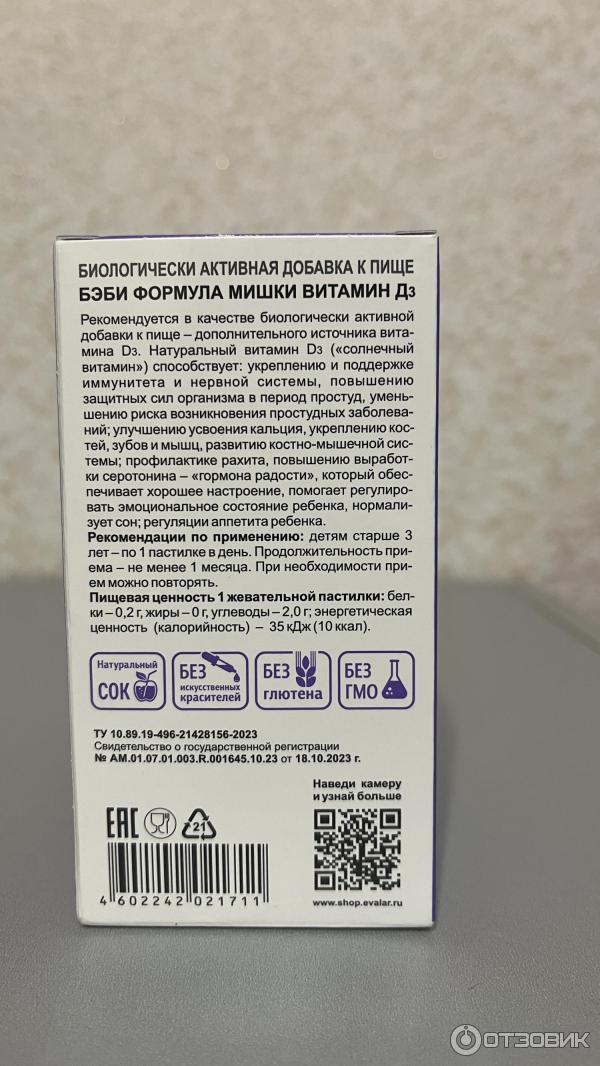 БИОЛОГИЧЕСКИ АКТИВНАЯ ДОБАВКА К ПИЩЕ
БЭБИ ФОРМУЛА МИШКИ ВИТАМИН Д3
Рекомендуется в качестве биологически активной
добавки к пище – дополнительного источника вита-
мина D3. Натуральный витамин D3 («солнечный
витамин») способствует: укреплению и поддержке
иммунитета и нервной системы, повышению
защитных сил организма в период простуд, умень-
шению риска возникновения простудных заболева-
ний; улучшению усвоения кальция, укреплению кос-
тей, зубов и мышц, развитию костно-мышечной сис-
темы; профилактике рахита, повышению выработ-
ки серотонина – «гормона радости», который обес-
печивает хорошее настроение, помогает регулиро-
вать эмоциональное состояние ребенка, нормали-
зует сон; регуляции аппетита ребенка.
Рекомендации по применению: детям старше 3
лет – по 1 пастилке в день. Продолжительность при-
ема – не менее 1 месяца. При необходимости при-
ем можно повторять.
Пищевая ценность 1 жевательной пастилки: бел-
ки – 0,2 г, жиры – 0 г, углеводы – 2,0 г; энергетическая
ценность (калорийность) – 35 кДж (10 ккал).
Натуральный
СОК
БЕЗ
искусственных
красителей
БЕЗ
глютена
БЕЗ
ГМО
ТУ 10.89.19-496-21428156-2023
Свидетельство о государственной регистрации
№ AM.01.07.01.003.R.001645.10.23 от 18.10.2023 г.
Наведи камеру
и узнай больше
EAC
21
4 602242 021711
www.shop.evalar.ru
ОТЗОВИК